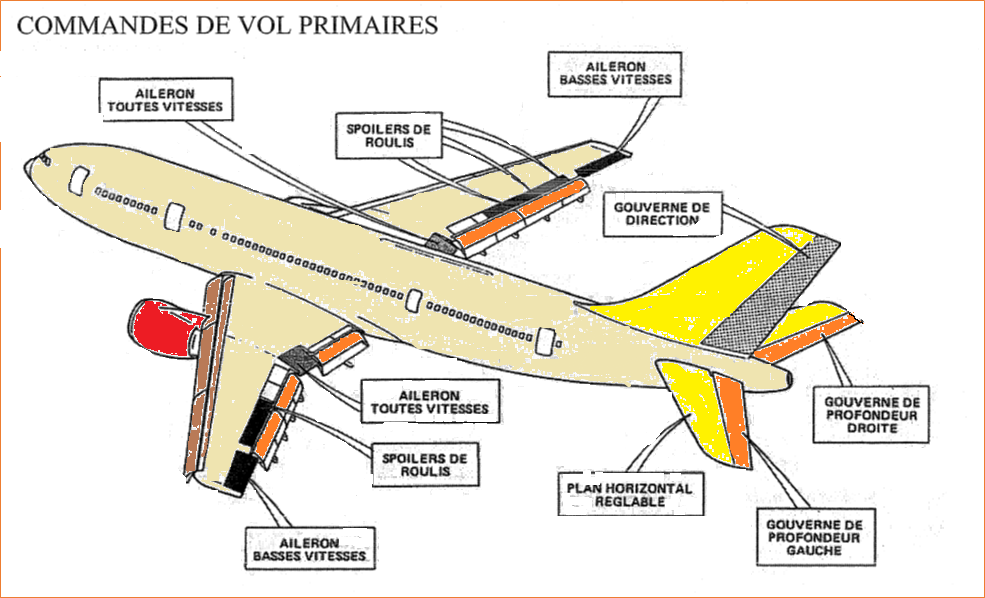 COMMANDES DE VOL PRIMAIRES
AILERON
BASSES VITESSES
AILERON
TOUTES VITESSES
SPOILERS DE
ROULIS
GOUVERNE DE
DIRECTION
AILERON
TOUTES VITESSES
GOUVERNE DE
PROFONDEUR
DROITE
SPOILERS DE
ROULIS
PLAN HORIZONTAL
REGLABLE
GOUVERNE DE
PROFONDEUR
GAUCHE
AILERON
BASSES VITESSES